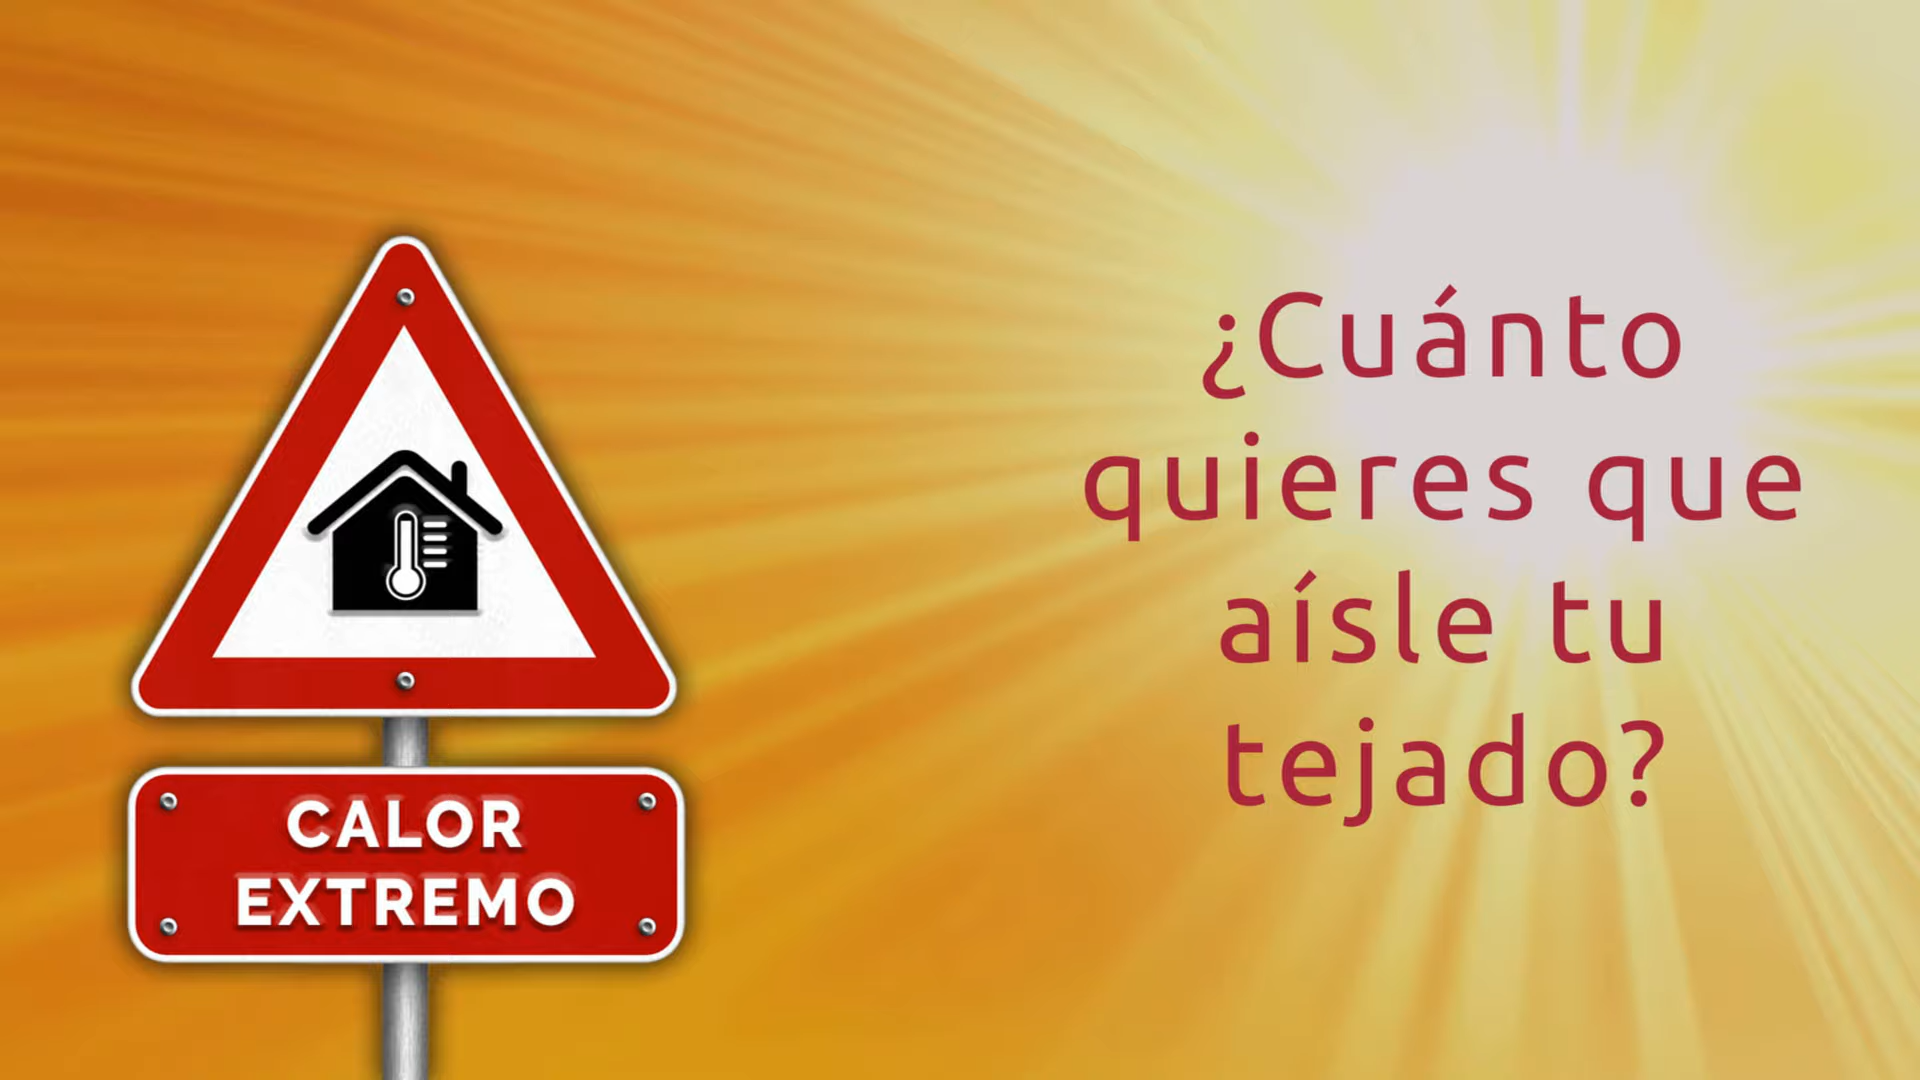 ¿Cuánto
quieres que
aísle tu
tejado?
CALOR
EXTREMO